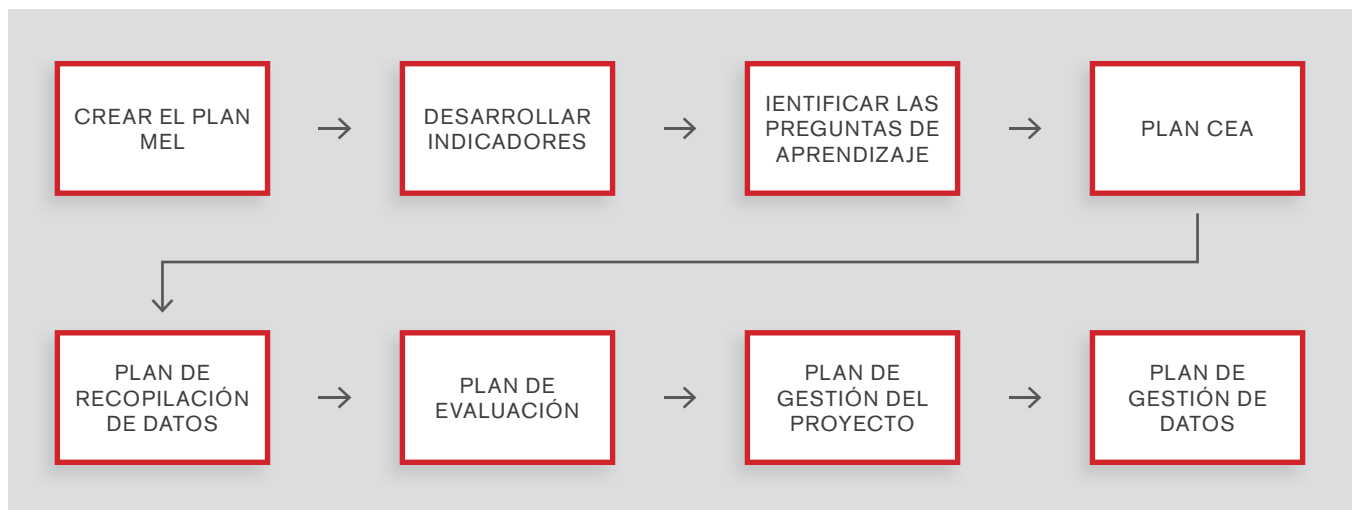 CREAR EL PLAN
MEL
DESARROLLAR
INDICADORES
IENTIFICAR LAS
PREGUNTAS DE
APRENDIZAJE
PLAN CEA
PLAN DE
RECOPILACIÓN
DE DATOS
PLAN DE
EVALUACIÓN
PLAN DE
GESTIÓN DEL
PROYECTO
PLAN DE
GESTIÓN DE
DATOS